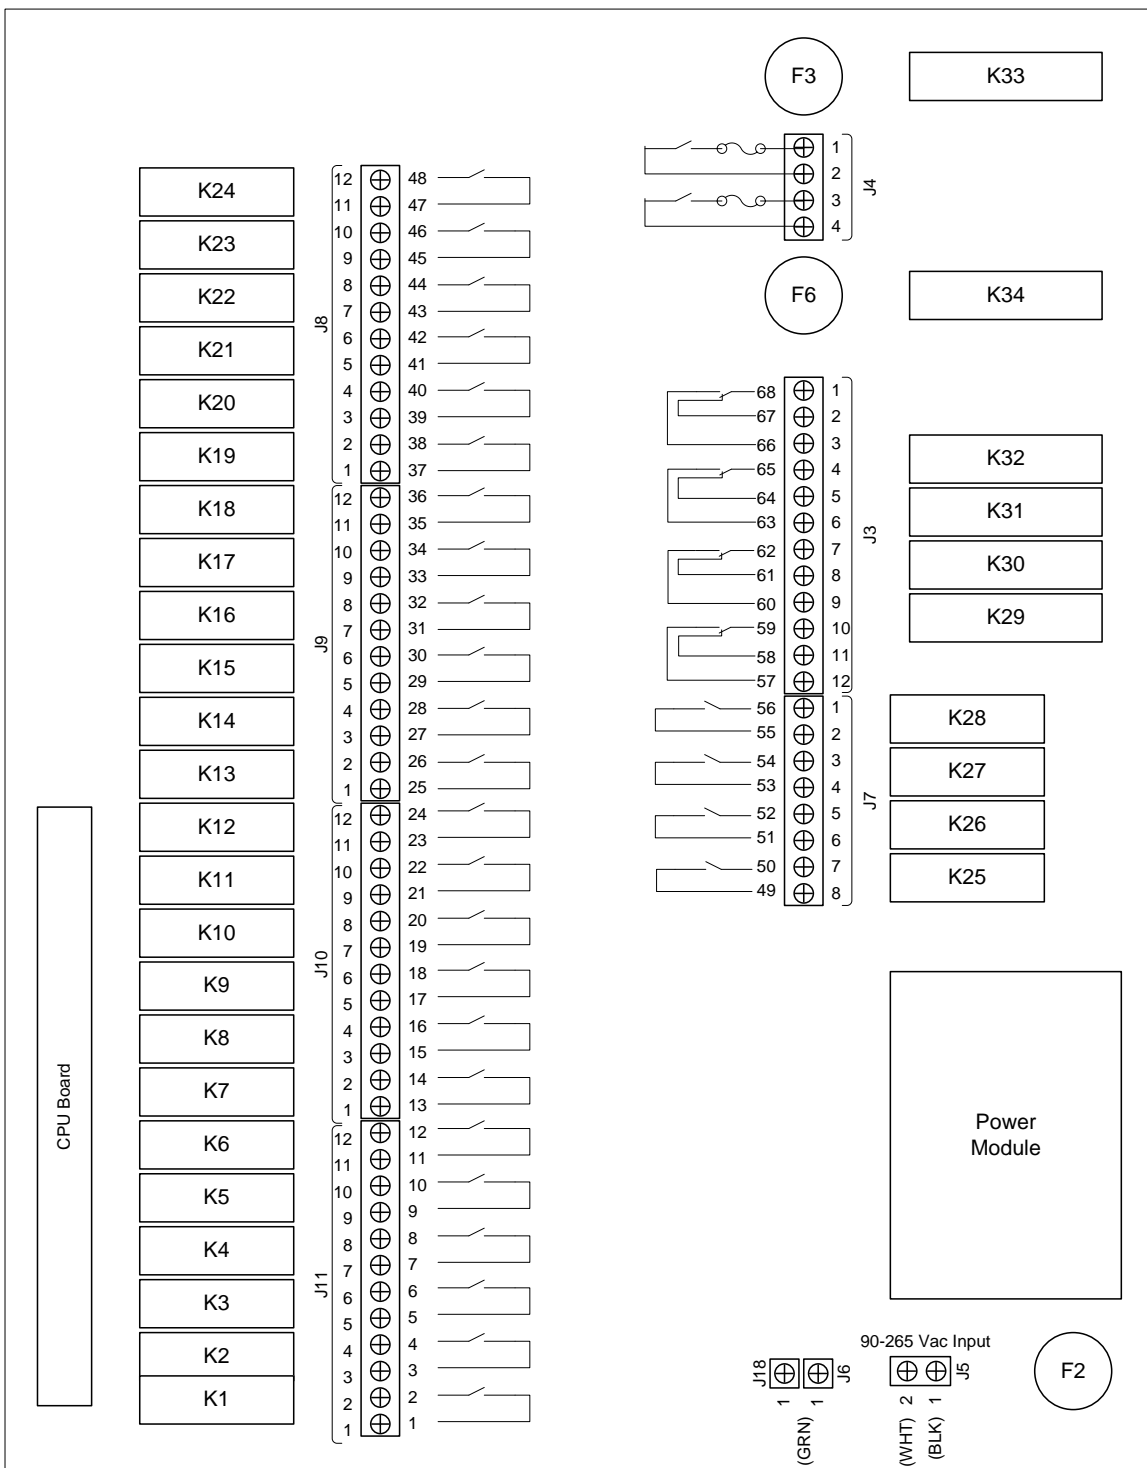 F3
K33
1
2
3
4
J4
F6
K34
K24
K23
K22
K21
K20
K19
K18
K17
K16
K15
K14
K13
K12
K11
K10
K9
K8
K7
K6
K5
K4
K3
K2
K1
CPU Board
J8
12 48
11 47
10 46
9 45
8 44
7 43
6 42
5 41
4 40
3 39
2 38
1 37
J9
12 36
11 35
10 34
9 33
8 32
7 31
6 30
5 29
4 28
3 27
2 26
1 25
J10
12 24
11 23
10 22
9 21
8 20
7 19
6 18
5 17
4 16
3 15
2 14
1 13
J11
12 12
11 11
10 10
9 9
8 8
7 7
6 6
5 5
4 4
3 3
2 2
1 1
68 1
67 2
66 3
65 4
64 5
63 6
62 7
61 8
60 9
59 10
58 11
57 12
J3
K32
K31
K30
K29
56 1
55 2
54 3
53 4
52 5
51 6
50 7
49 8
J7
K28
K27
K26
K25
Power
Module
90-265 Vac Input
J18
J6
J5
F2
1
1
2
1
(GRN)
(WHT)
(BLK)